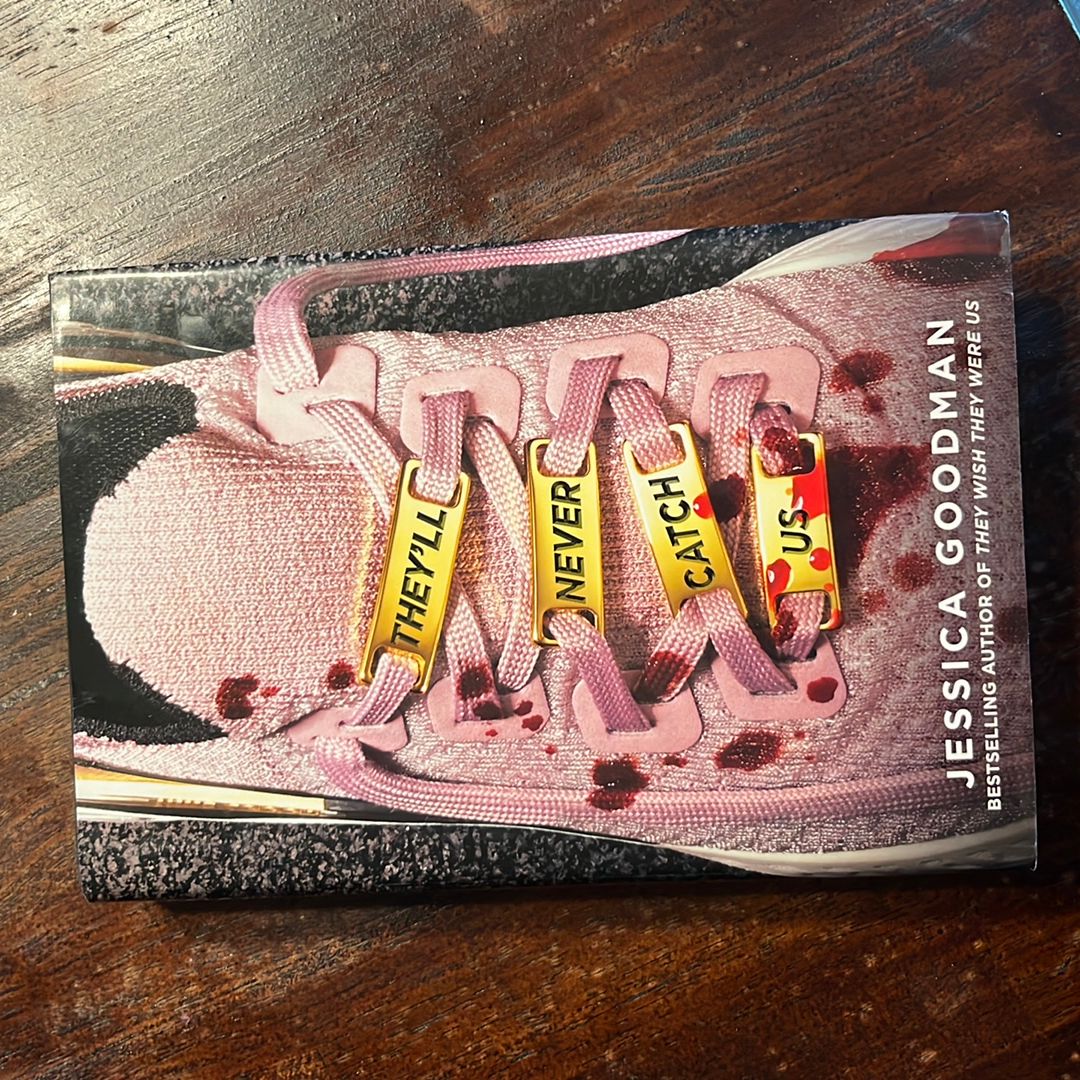 THEY'LL
NEVER
CATCH
US
JESSICA GOODMAN
BESTSELLING AUTHOR OF THEY WISH THEY WERE US